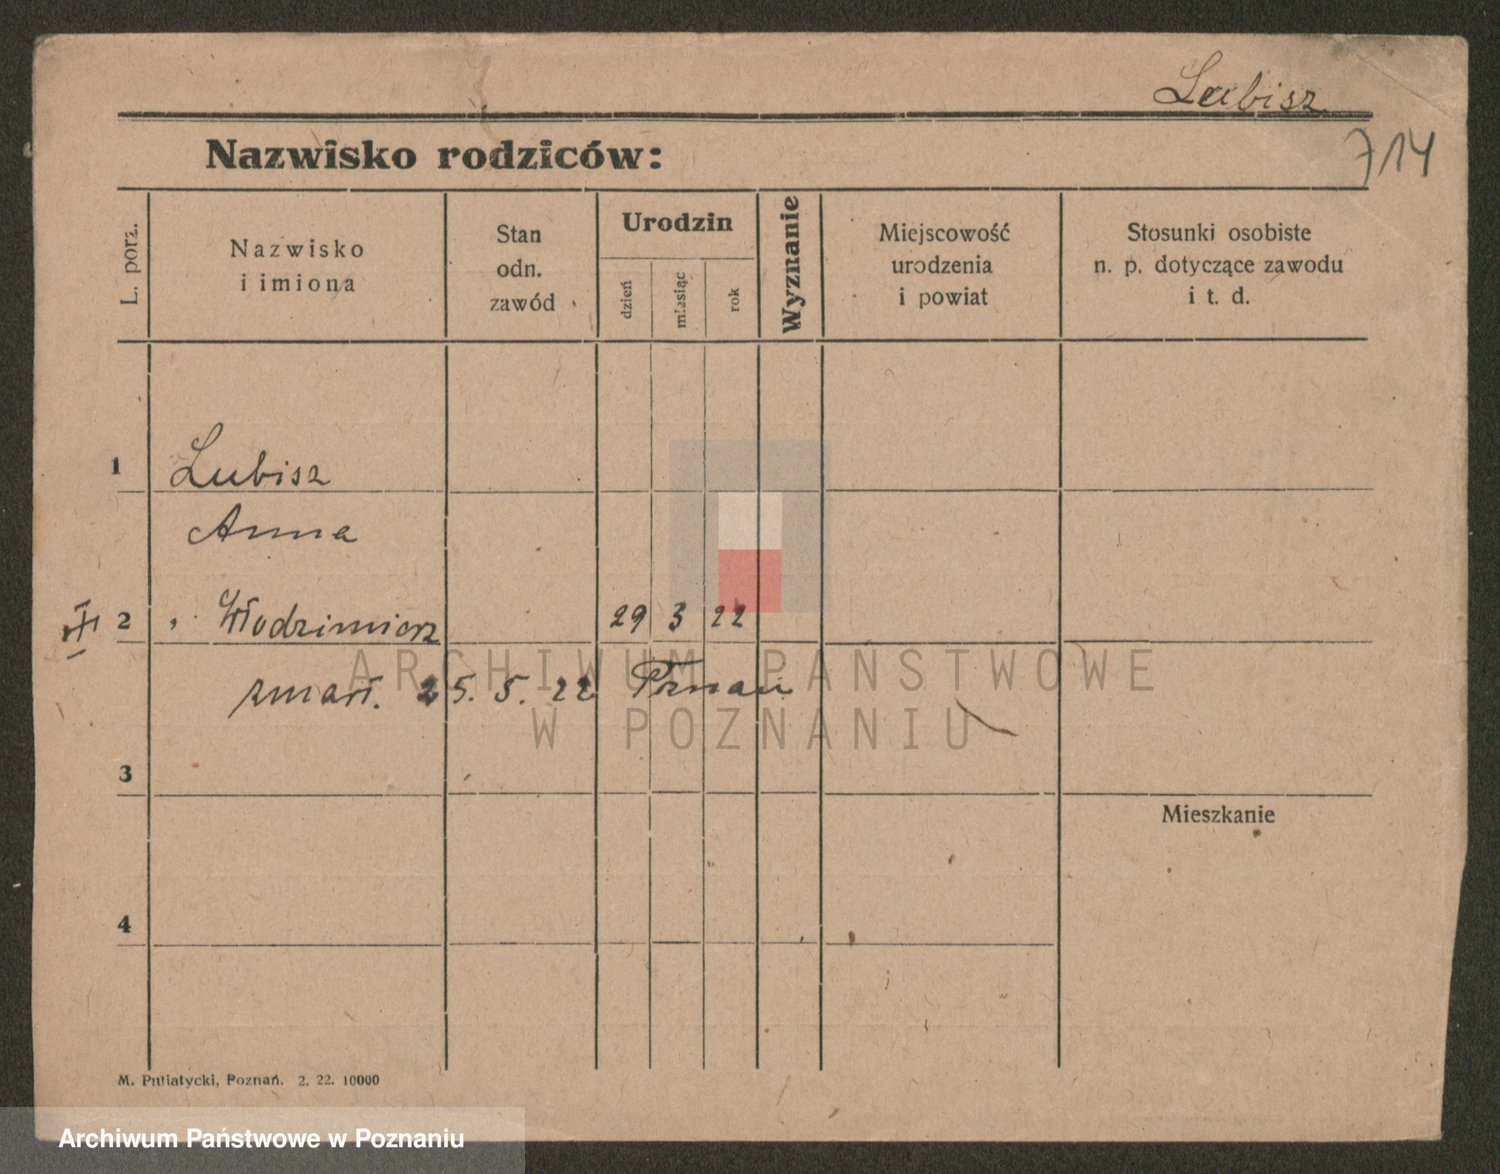 Lubisz
Nazwisko rodziców:
714
L. porz.
Nazwisko
i imiona
Stan
odn.
zawód
Urodzin
dzień
miesiąc
rok
Wyznanie
Miejscowość
urodzenia
i powiat
Stosunki osobiste
n. p. dotyczące zawodu
i t. d.
1 Lubisz
Anna
2 " Włodzimierz 29 3 22
zmarł. 25. 5. 22 Poznań
ARCHIWUM PAŃSTWOWE
W POZNANIU
3
Mieszkanie
4
M. Putiatycki, Poznań. 2. 22. 10000
Archiwum Państwowe w Poznaniu